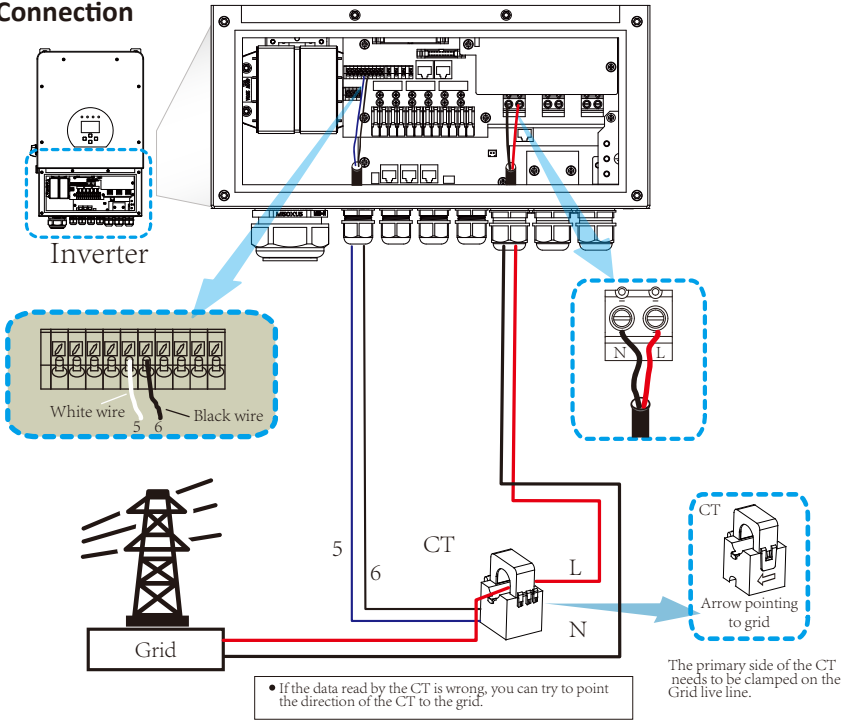 Connection
Inverter
White wire
Black wire
5 6
N L
5
6
CT
L
N
CT
Arrow pointing
to grid
Grid
The primary side of the CT
needs to be clamped on the
Grid live line.
• If the data read by the CT is wrong, you can try to point
the direction of the CT to the grid.